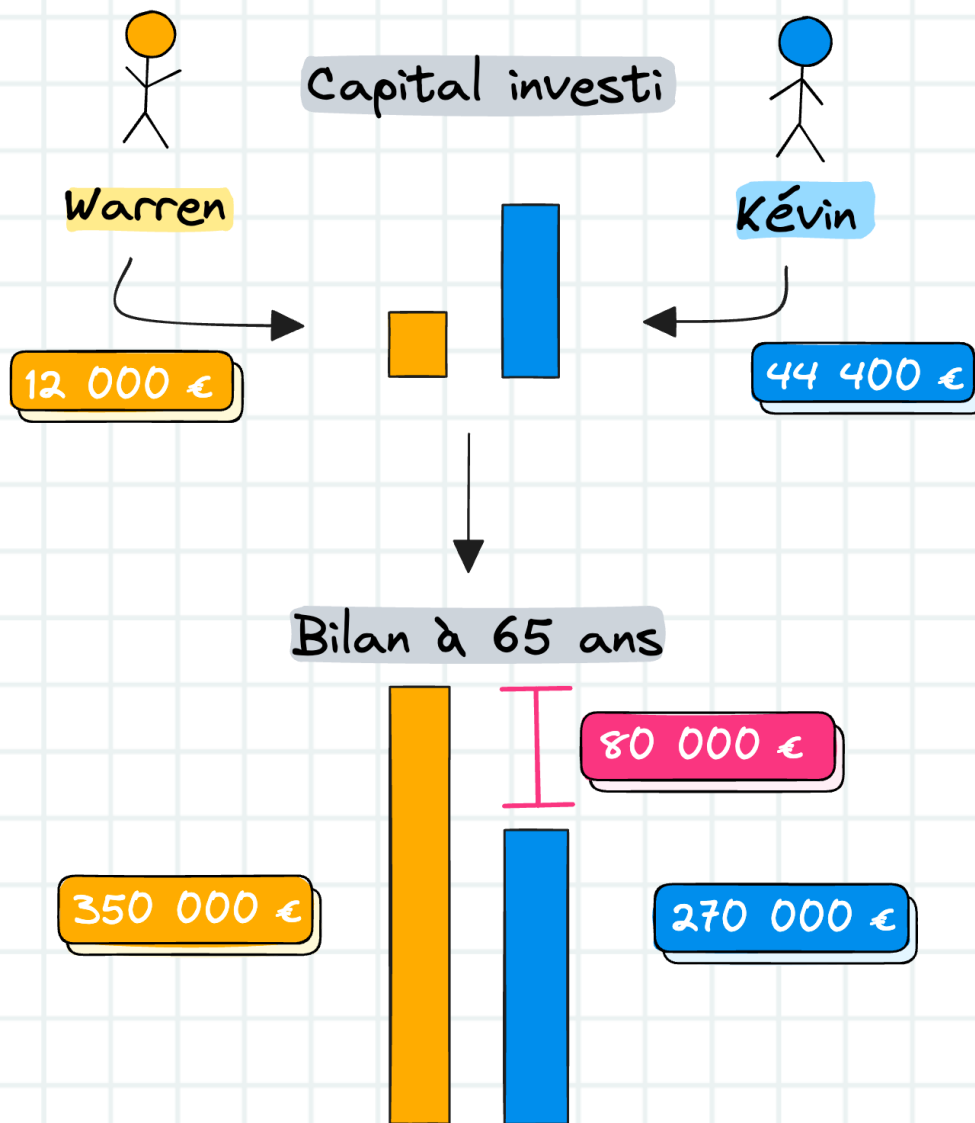 Capital investi
Warren
Kévin
12 000 €
44 400 €
Bilan à 65 ans
80 000 €
350 000 €
270 000 €